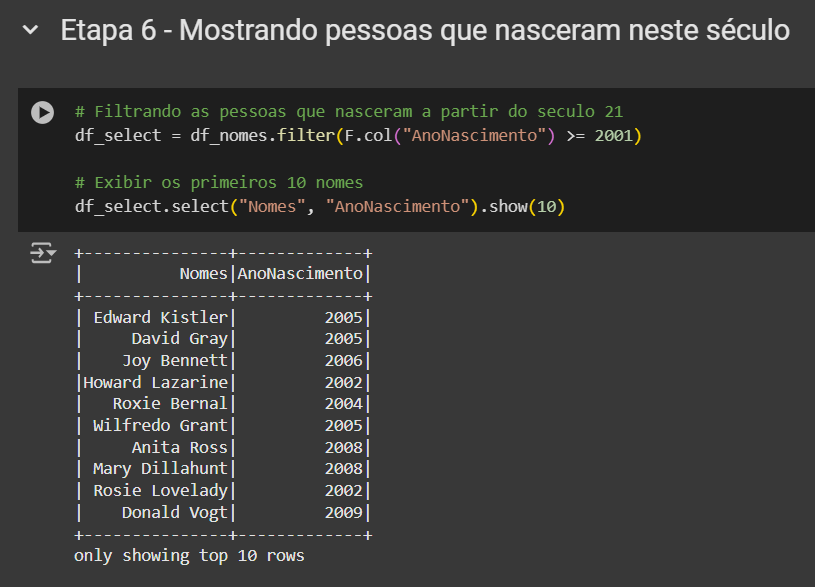 Etapa 6 - Mostrando pessoas que nasceram neste século
# Filtrando as pessoas que nasceram a partir do seculo 21
df_select = df_nomes.filter(F.col("AnoNascimento") >= 2001)
# Exibir os primeiros 10 nomes
df_select.select("Nomes", "AnoNascimento").show(10)
+---------------+-------------+
|          Nomes|AnoNascimento|
+---------------+-------------+
| Edward Kistler|         2005|
|     David Gray|         2005|
|    Joy Bennett|         2006|
|Howard Lazarine|         2002|
|   Roxie Bernal|         2004|
| Wilfredo Grant|         2005|
|     Anita Ross|         2008|
| Mary Dillahunt|         2008|
| Rosie Lovelady|         2002|
|    Donald Vogt|         2009|
+---------------+-------------+
only showing top 10 rows